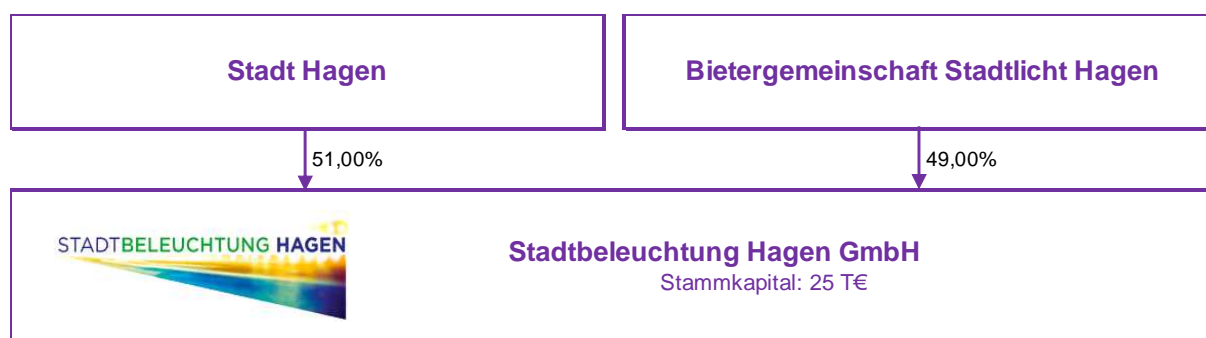 Stadt Hagen
Bietergemeinschaft Stadtlicht Hagen
51,00%
49,00%
STADTBELEUCHTUNG HAGEN
Stadtbeleuchtung Hagen GmbH
Stammkapital: 25 T€